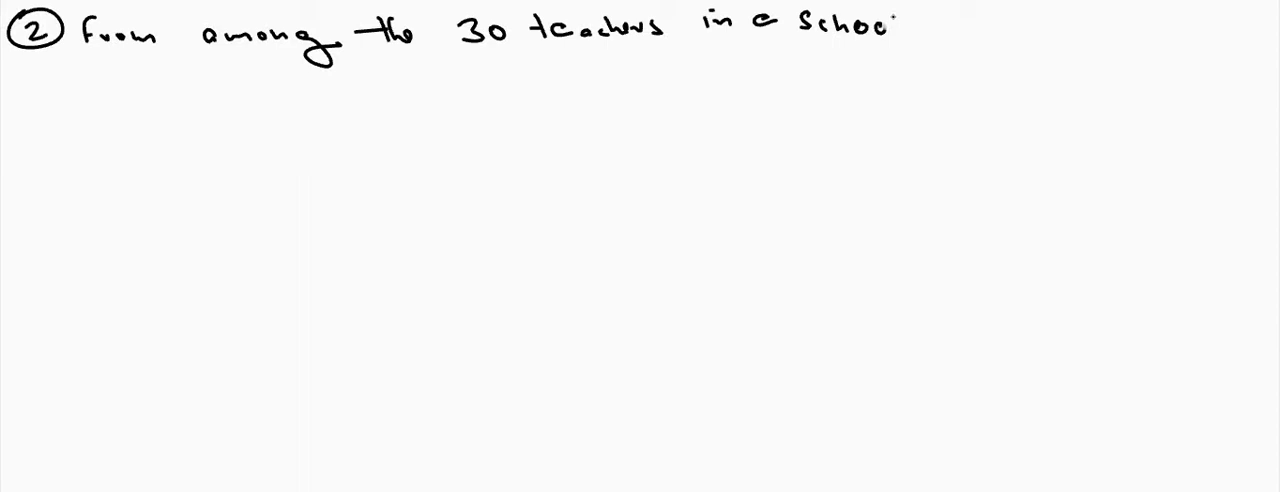 ② From among the 30 teachers in a schoo